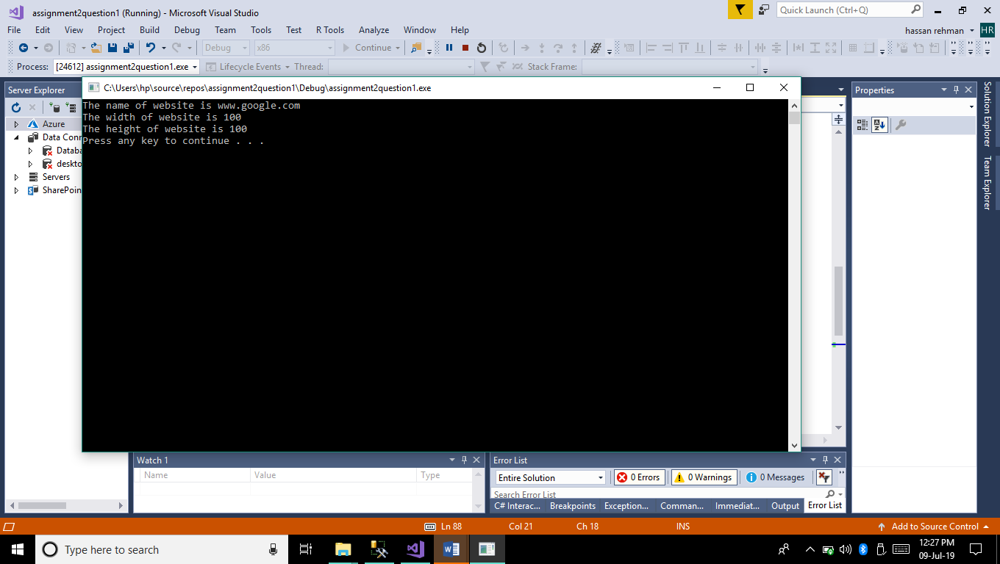 assignment2question1 (Running) - Microsoft Visual Studio
Quick Launch (Ctrl+Q)
File Edit View Project Build Debug Team Tools Test R Tools Analyze Window Help
hassan rehman HR
Debug x86 Continue
Process: [24612] assignment2question1.exe Lifecycle Events Thread: Stack Frame:
Server Explorer
C:\Users\hp\source\repos\assignment2question1\Debug\assignment2question1.exe
Properties
Solution Explorer
Team Explorer
Azure
Data Conn
Databa
deskto
Servers
SharePoin
The name of website is www.google.com
The width of website is 100
The height of website is 100
Press any key to continue . . .
Watch 1
Name Value Type
Error List
Entire Solution 0 Errors 0 Warnings 0 Messages
Search Error List
C# Interac... Breakpoints Exception... Comman... Immediat... Output Error List
Ln 88 Col 21 Ch 18 INS Add to Source Control
Type here to search
12:27 PM
09-Jul-19